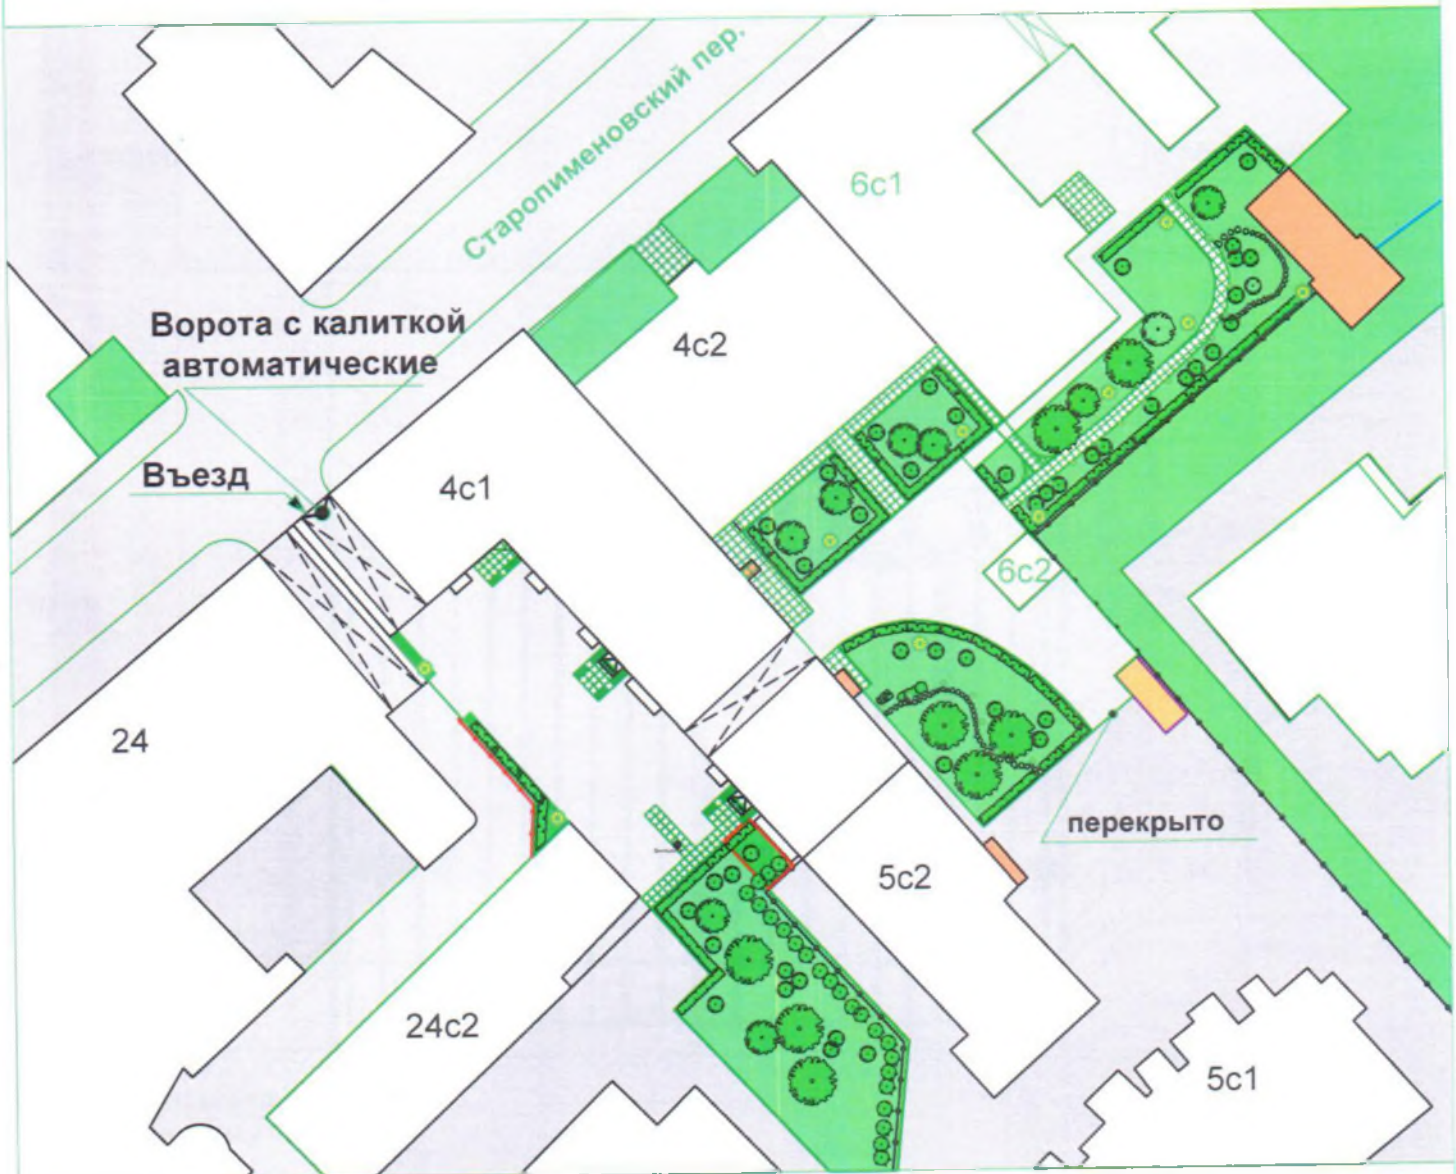 Старопименовский пер.
6с1
Ворота с калиткой
автоматические
4с2
Въезд
4с1
6с2
24
перекрыто
5с2
24с2
5с1